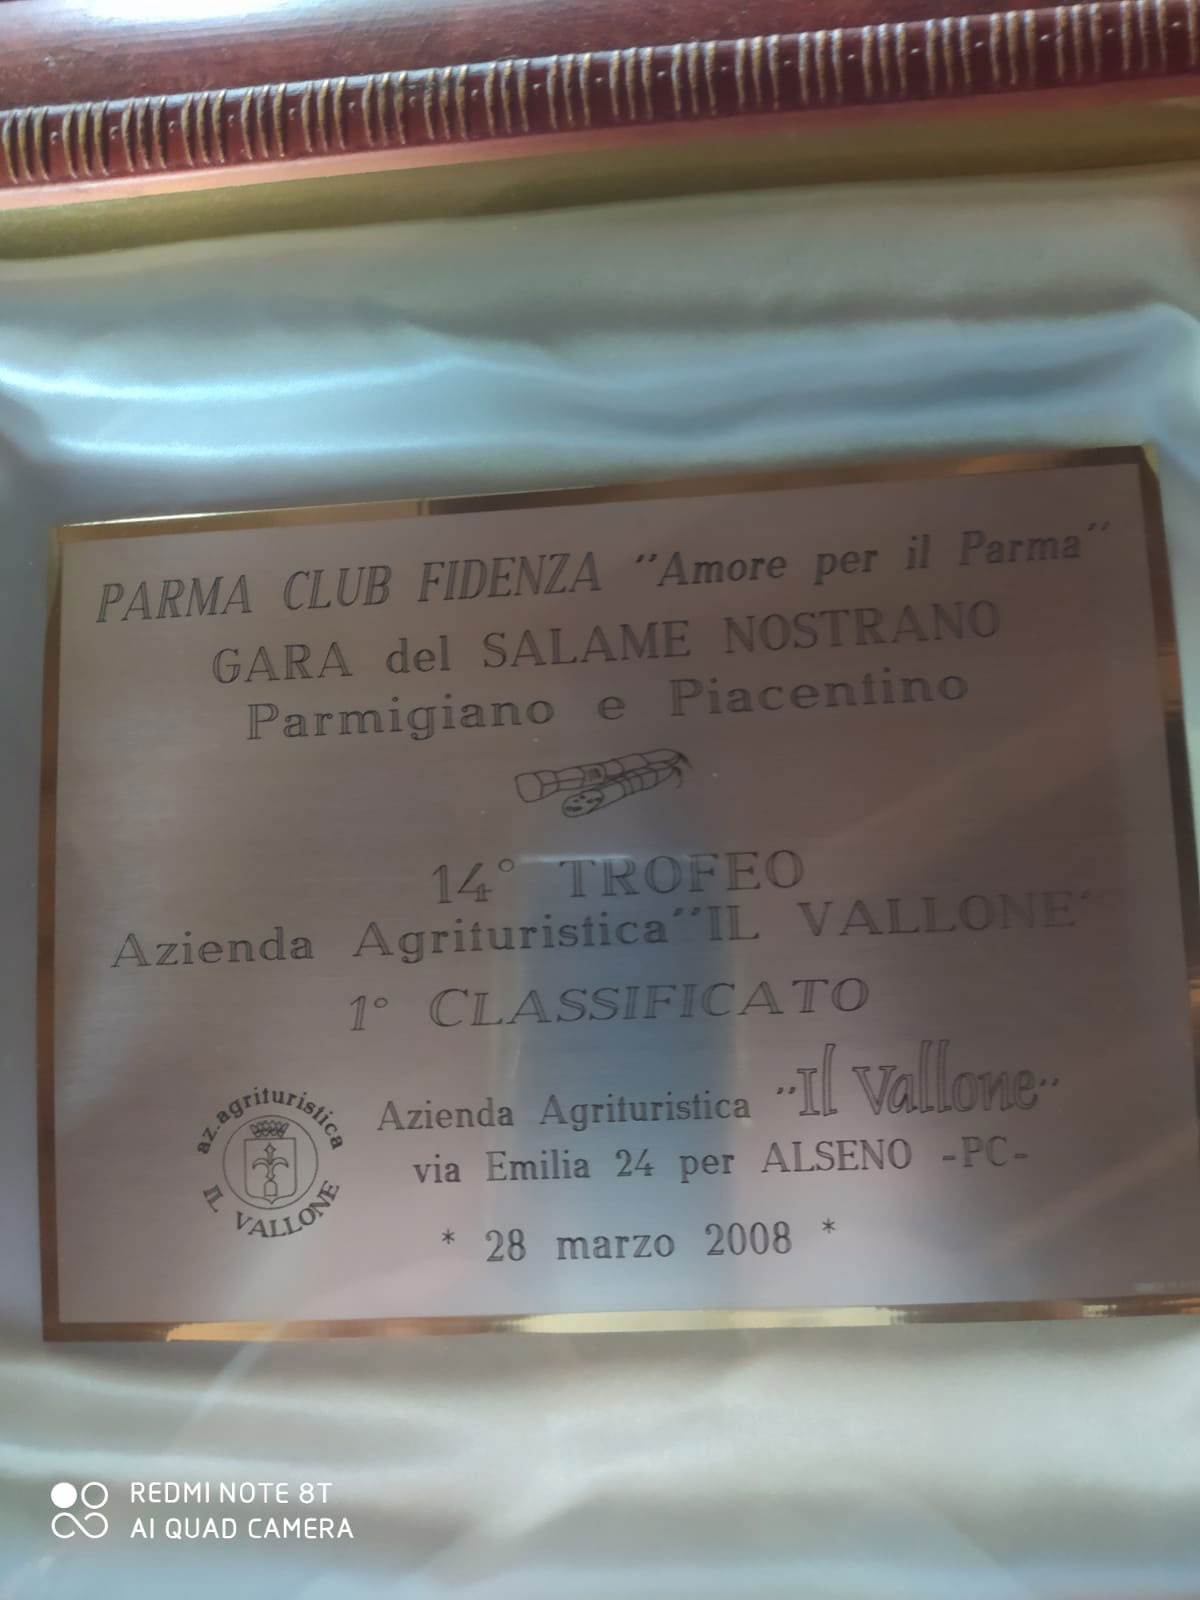 PARMA CLUB FIDENZA "Amore per il Parma"
GARA del SALAME NOSTRANO
Parmigiano e Piacentino
14° TROFEO
Azienda Agrituristica "IL VALLONE"
1° CLASSIFICATO
az. agrituristica
IL VALLONE
Azienda Agrituristica "Il Vallone"
via Emilia 24 per ALSENO -PC-
* 28 marzo 2008 *
REDMI NOTE 8T
AI QUAD CAMERA